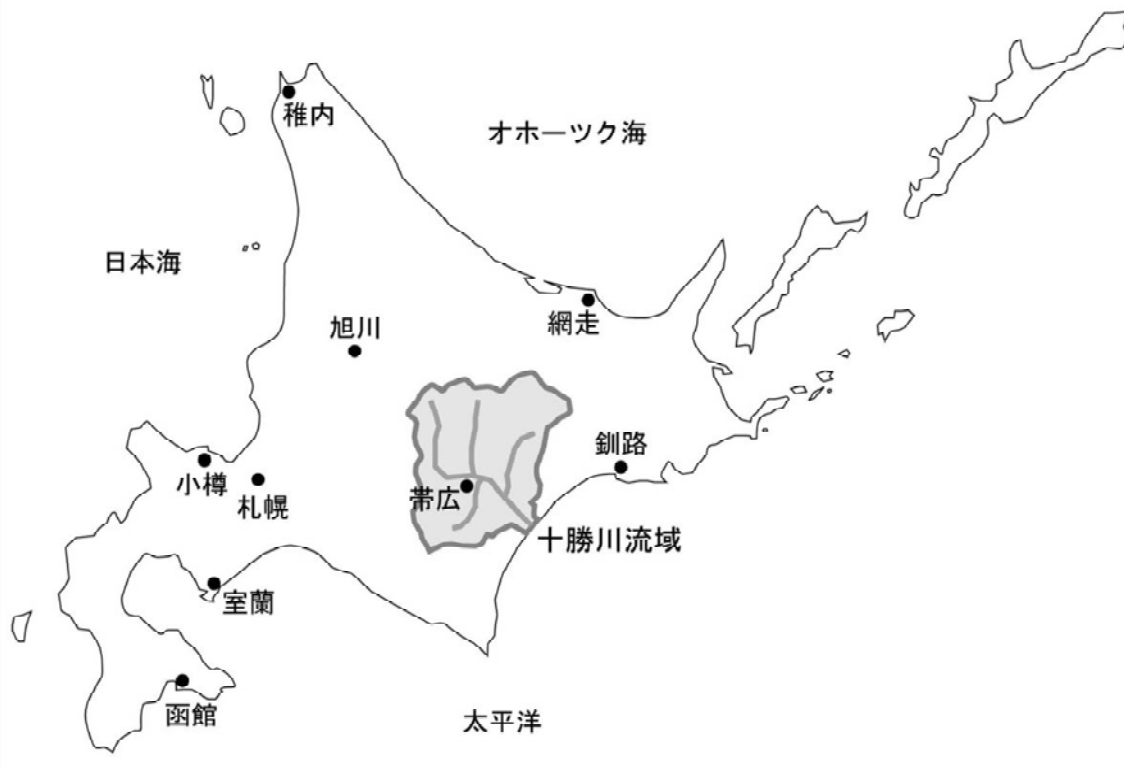 稚内
オホーツク海
日本海
網走
旭川
釧路
小樽
札幌
帯広
十勝川流域
室蘭
函館
太平洋